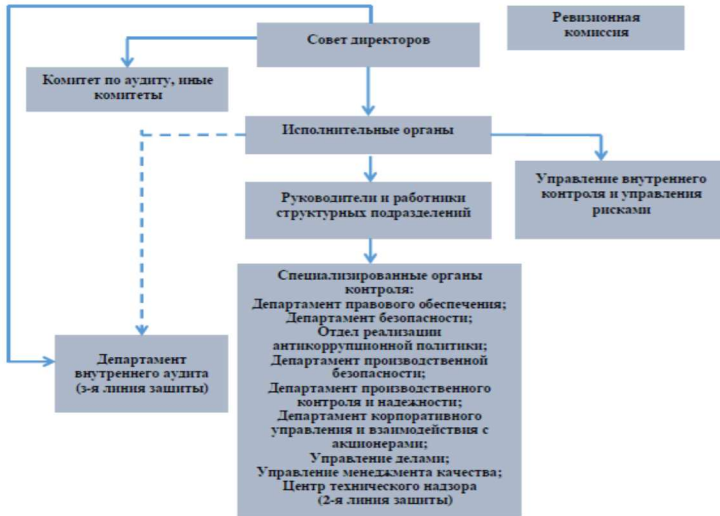 Совет директоров
Ревизионная
комиссия
Комитет по аудиту, иные
комитеты
Исполнительные органы
Управление внутреннего
контроля и управления
рисками
Руководители и работники
структурных подразделений
Специализированные органы
контроля:
Департамент правового обеспечения;
Департамент безопасности;
Отдел реализации
антикоррупционной политики;
Департамент производственной
безопасности;
Департамент производственного
контроля и надежности;
Департамент корпоративного
управления и взаимодействия с
акционерами;
Управление делами;
Управление менеджмента качества;
Центр технического надзора
(2-я линия защиты)
Департамент
внутреннего аудита
(3-я линия защиты)